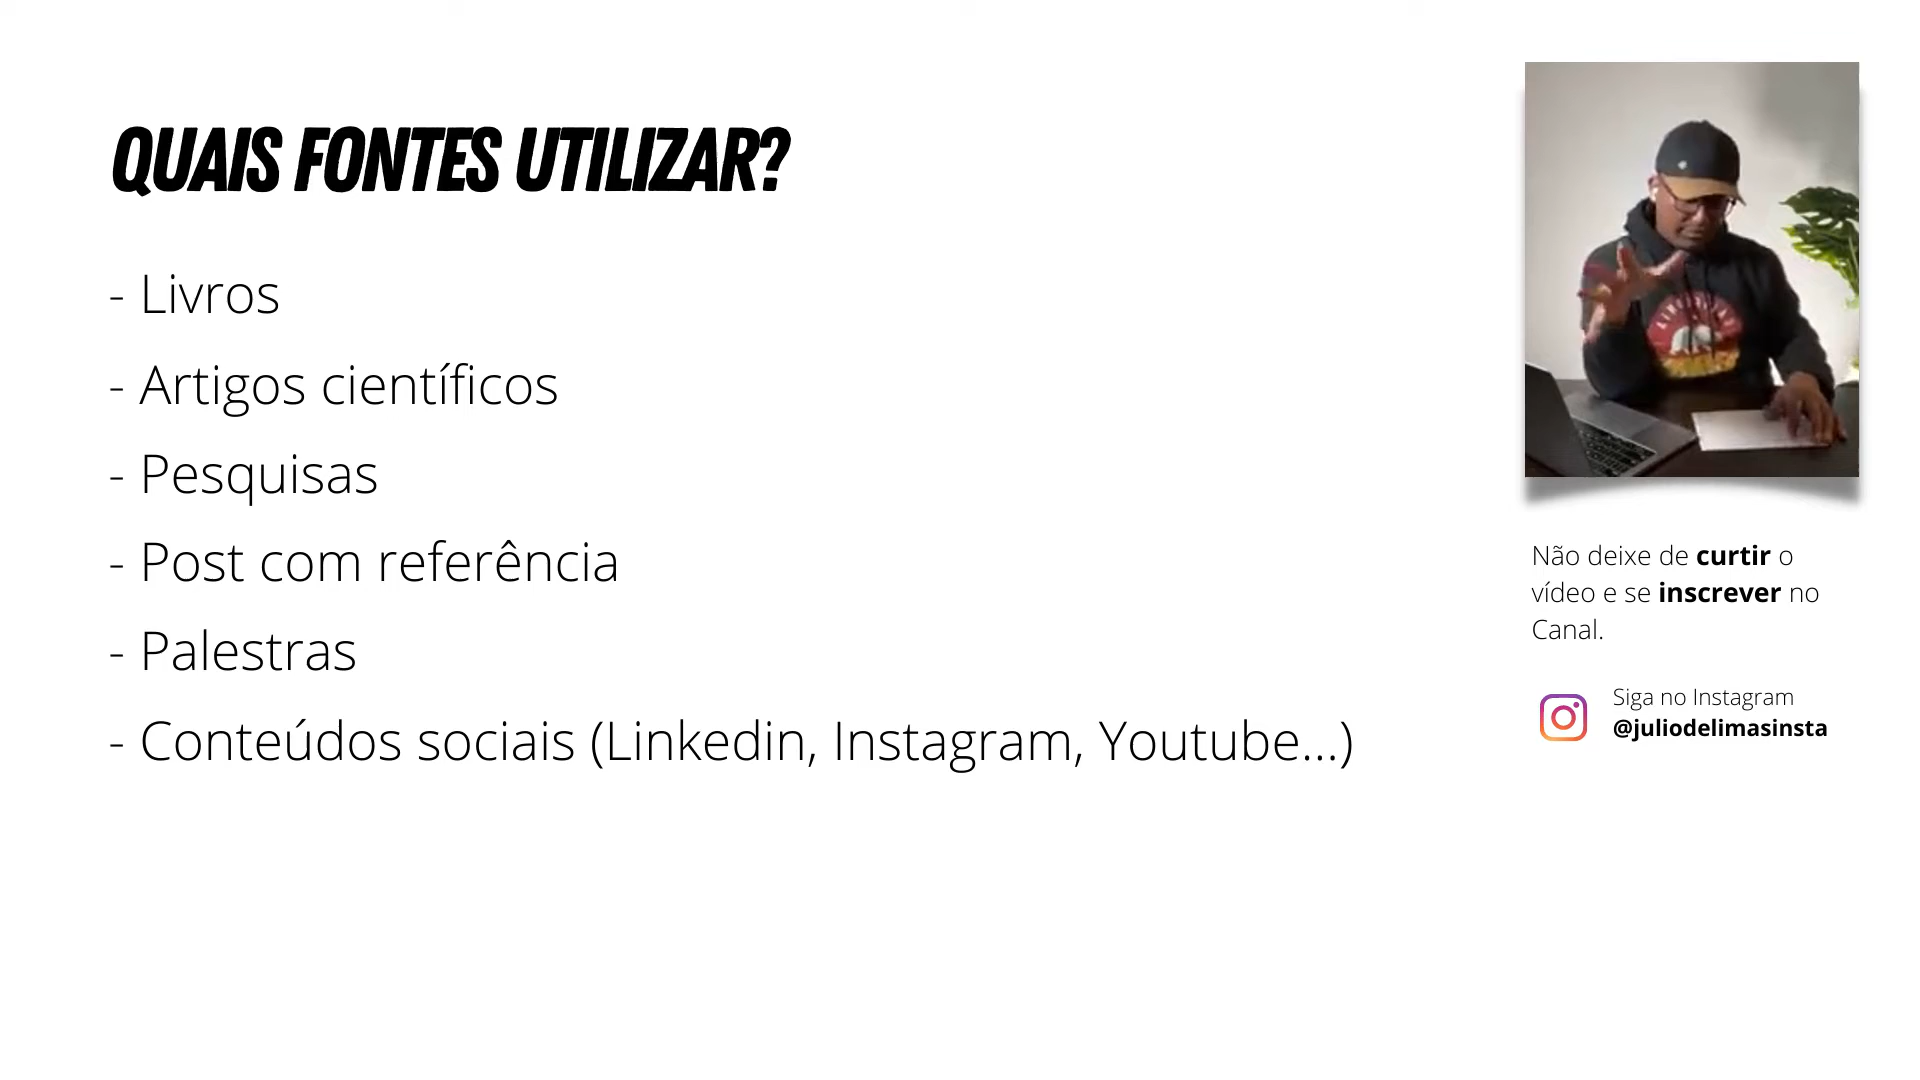 QUAIS FONTES UTILIZAR?
- Livros
- Artigos científicos
- Pesquisas
- Post com referência
- Palestras
- Conteúdos sociais (Linkedin, Instagram, Youtube...)
Não deixe de curtir o
vídeo e se inscrever no
Canal.
Siga no Instagram
@juliodelimasinsta